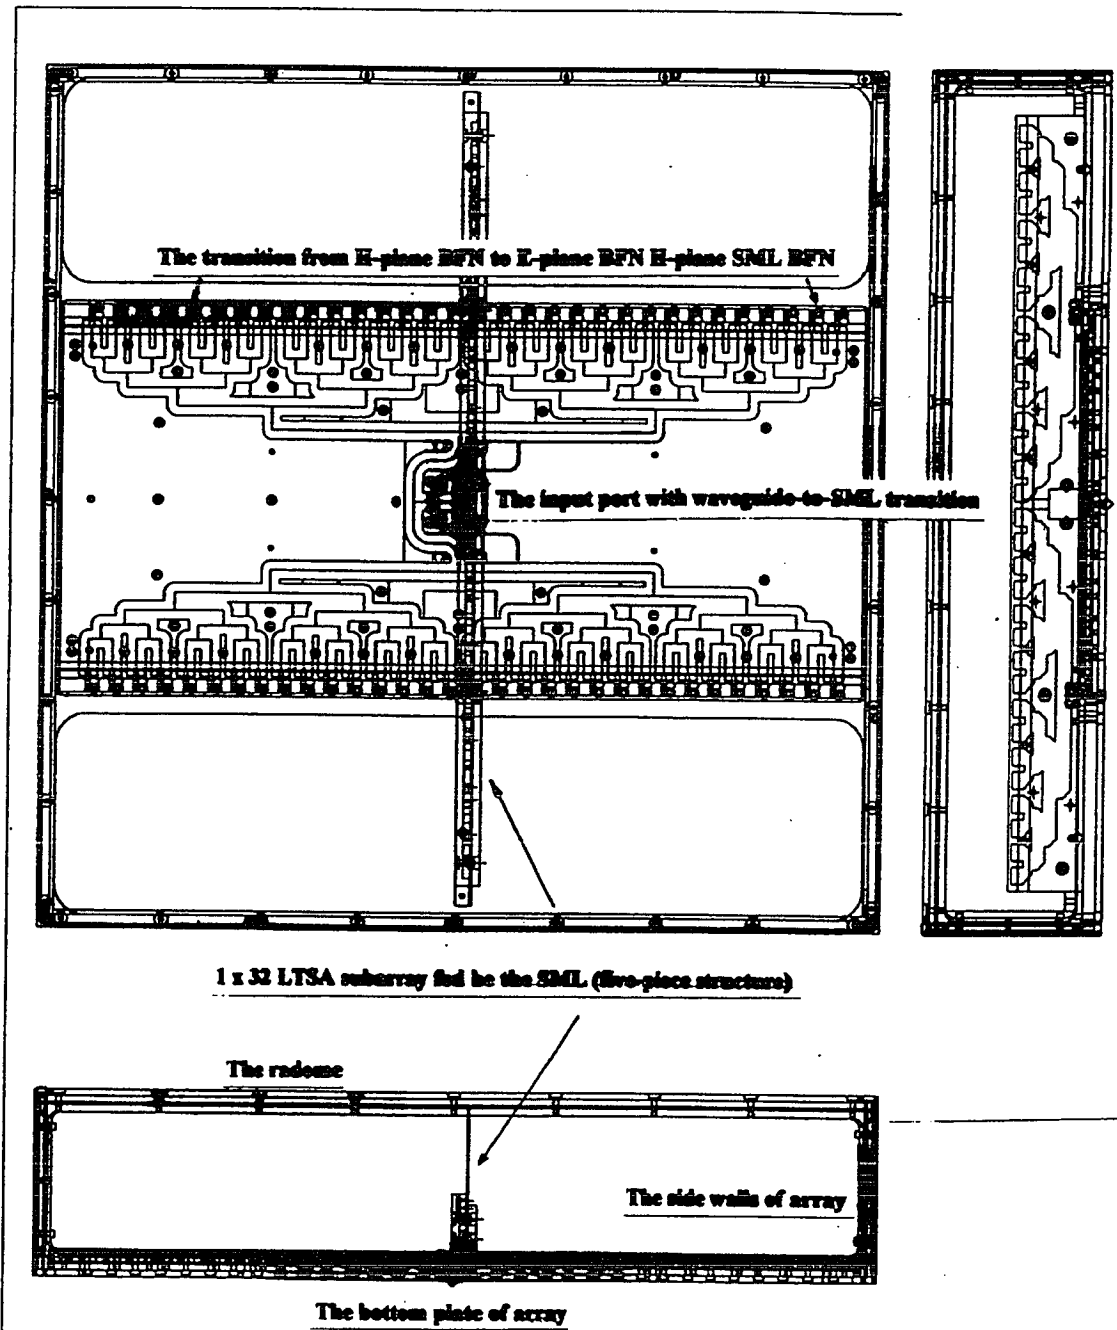 The transition from H-plane BFN to E-plane BFN H-plane SML BFN
The input port with waveguide-to-SML transition
1 x 32 LTSA subarray fed be the SML (five-piece structure)
The radome
The side walls of array
The bottom plate of array